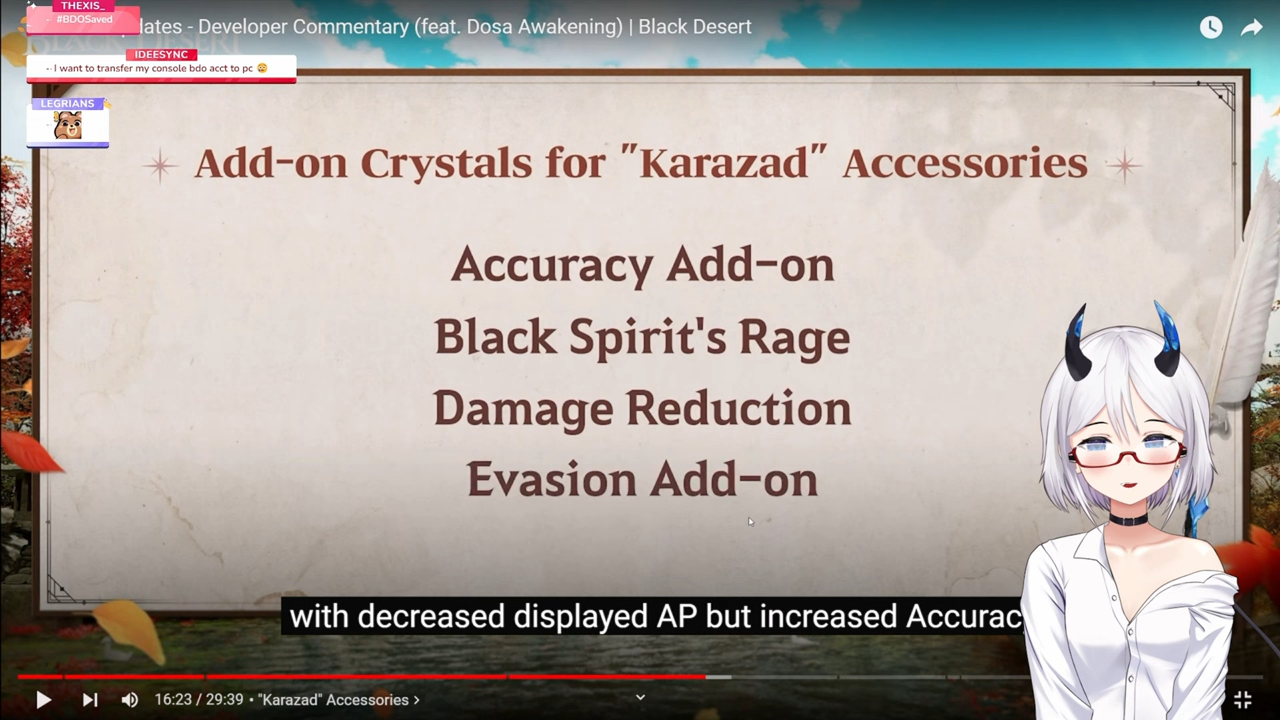 THEXIS_
#BDOSaved
lates - Developer Commentary (feat. Dosa Awakening) | Black Desert
IDEESYNC
I want to transfer my console bdo acct to pc
LEGRIANS
Add-on Crystals for "Karazad" Accessories
Accuracy Add-on
Black Spirit's Rage
Damage Reduction
Evasion Add-on
with decreased displayed AP but increased Accurac
16:23 / 29:39 • "Karazad" Accessories >